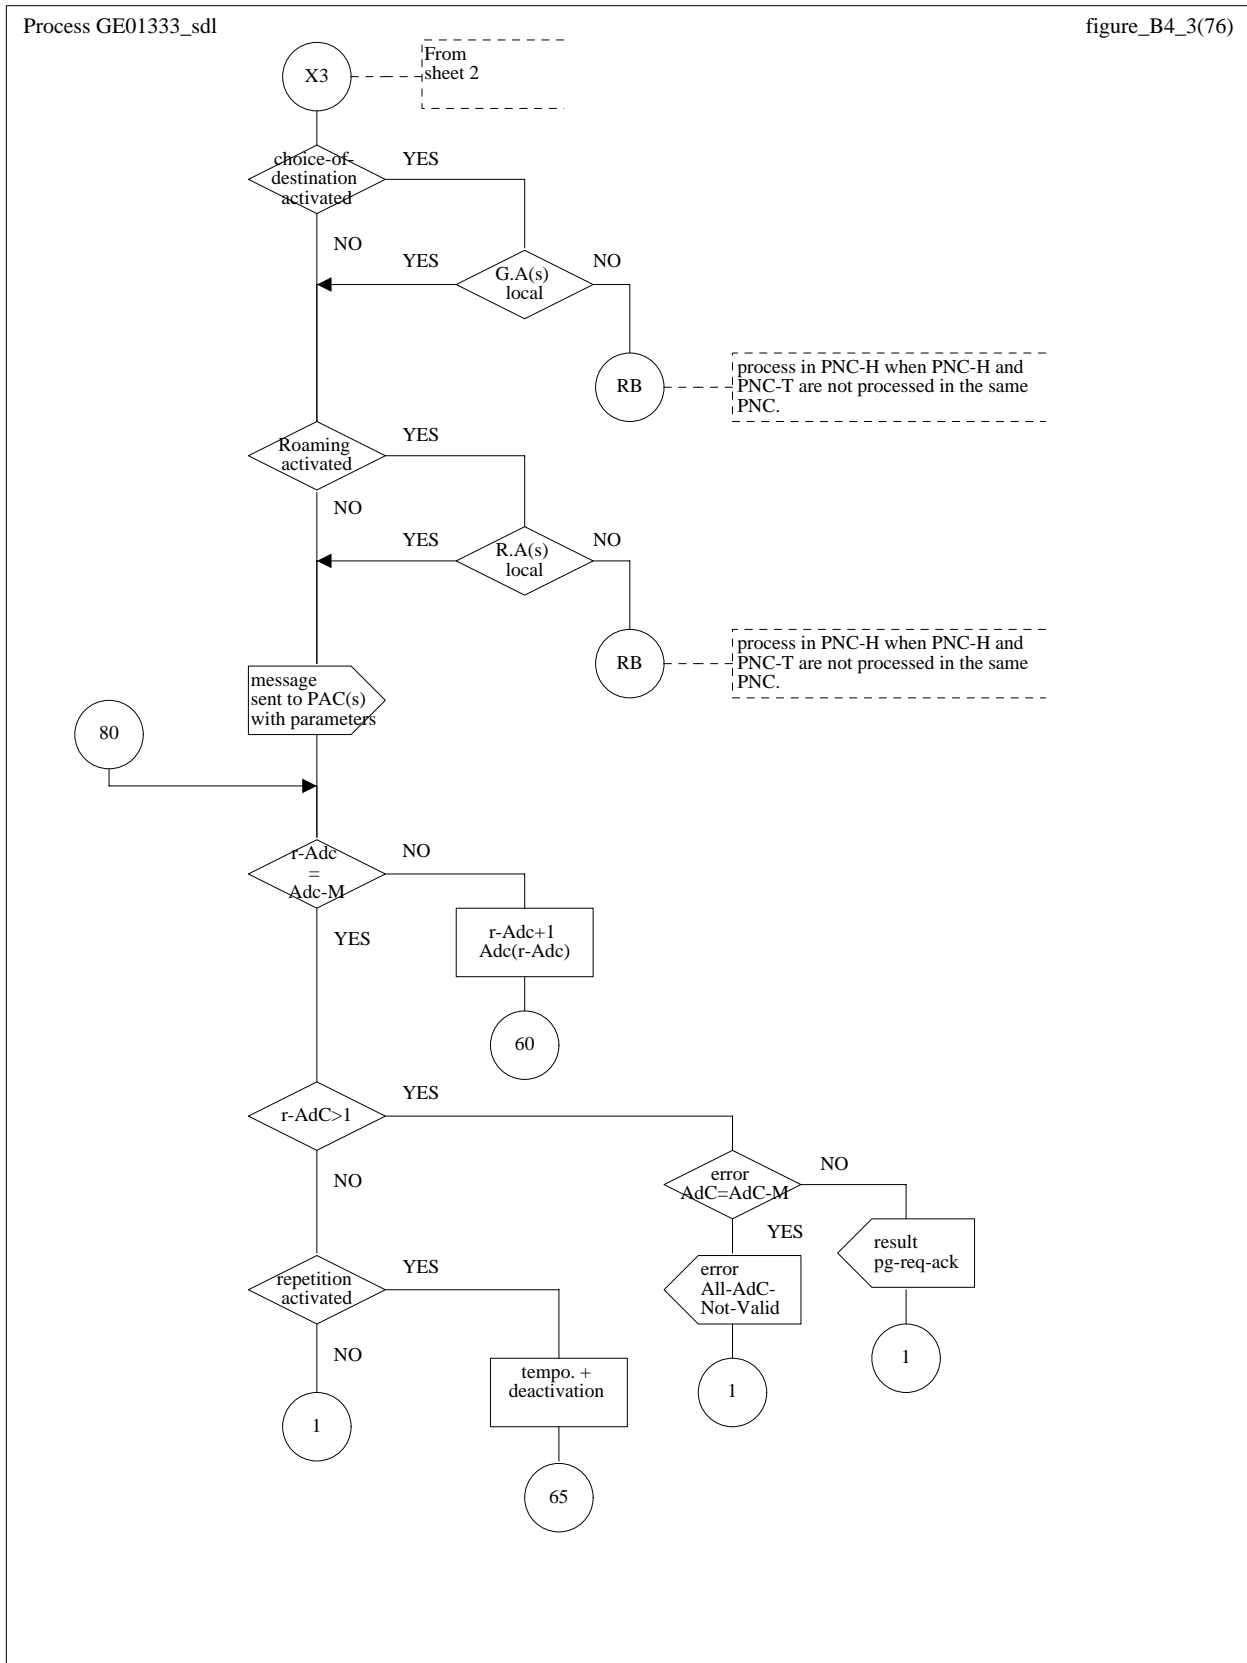 Process GE01333_sdl
figure_B4_3(76)
X3
From
sheet 2
choice-of-
destination
activated
YES
NO
YES
G.A(s)
local
NO
RB
process in PNC-H when PNC-H and
PNC-T are not processed in the same
PNC.
Roaming
activated
YES
NO
YES
R.A(s)
local
NO
RB
process in PNC-H when PNC-H and
PNC-T are not processed in the same
PNC.
message
sent to PAC(s)
with parameters
80
r-Adc
=
Adc-M
NO
YES
r-Adc+1
Adc(r-Adc)
60
r-AdC>1
YES
NO
error
AdC=AdC-M
NO
YES
result
pg-req-ack
error
All-AdC-
Not-Valid
1
1
repetition
activated
YES
NO
tempo. +
deactivation
1
65